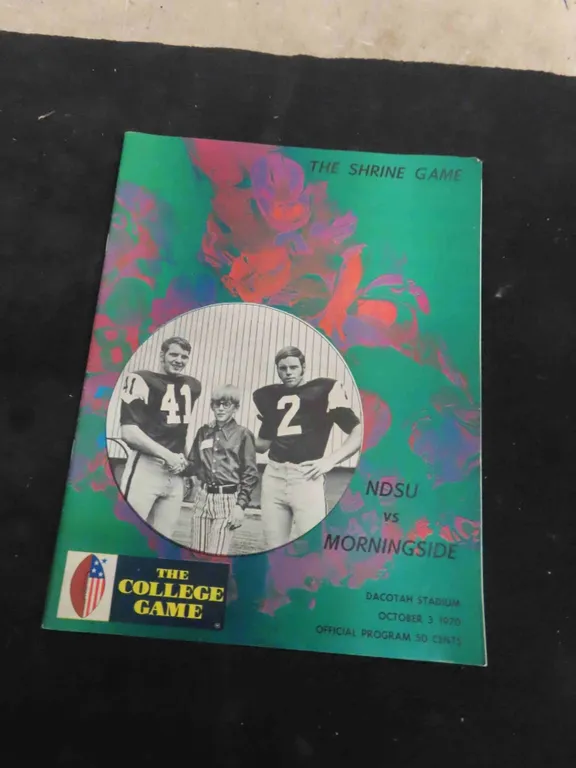 THE SHRINE GAME
41
2
NDSU
VS
MORNINGSIDE
THE
COLLEGE
GAME
DACOTAH STADIUM
OCTOBER 3 1970
OFFICIAL PROGRAM 50 CENTS